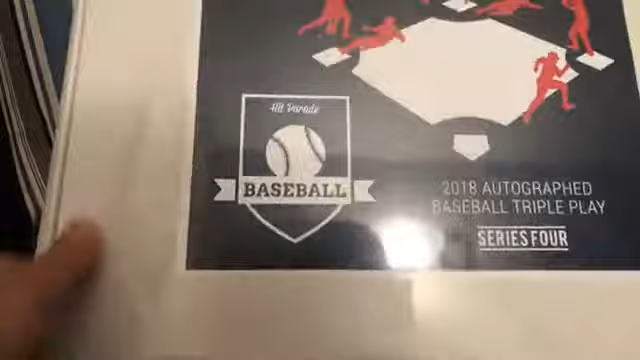 Hit Parade
BASEBALL
2018 AUTOGRAPHED
BASEBALL TRIPLE PLAY
SERIES FOUR